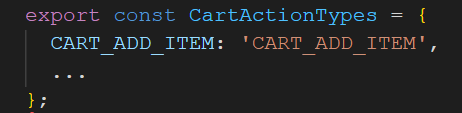 export const CartActionTypes = {
CART_ADD_ITEM: 'CART_ADD_ITEM',
...
};